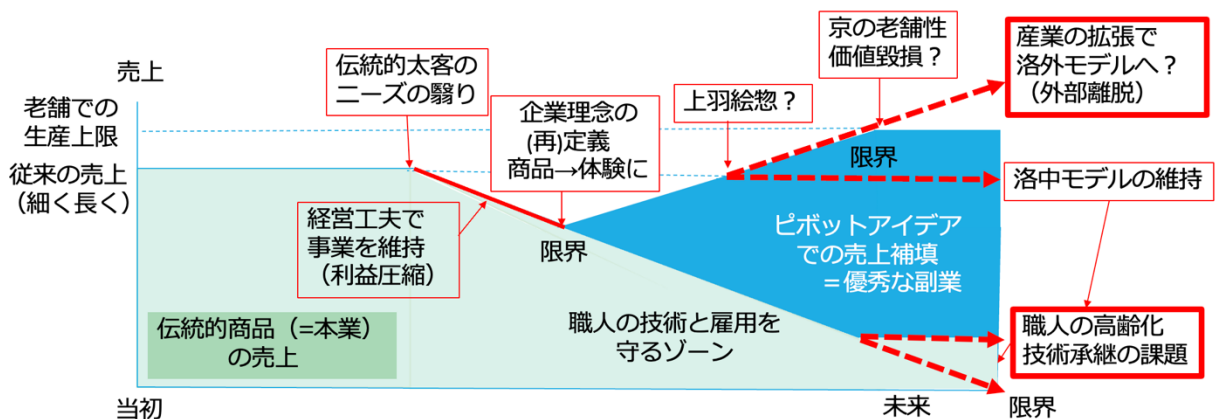 売上
老舗での
生産上限
従来の売上
（細く長く）
伝統的太客の
ニーズの翳り
企業理念の
(再)定義
商品→体験に
上羽絵惣？
京の老舗性
価値毀損？
産業の拡張で
洛外モデルへ？
（外部離脱）
限界
洛中モデルの維持
経営工夫で
事業を維持
（利益圧縮）
限界
ピボットアイデア
での売上補填
＝優秀な副業
伝統的商品（=本業）
の売上
職人の技術と雇用を
守るゾーン
職人の高齢化
技術承継の課題
当初
未来
限界